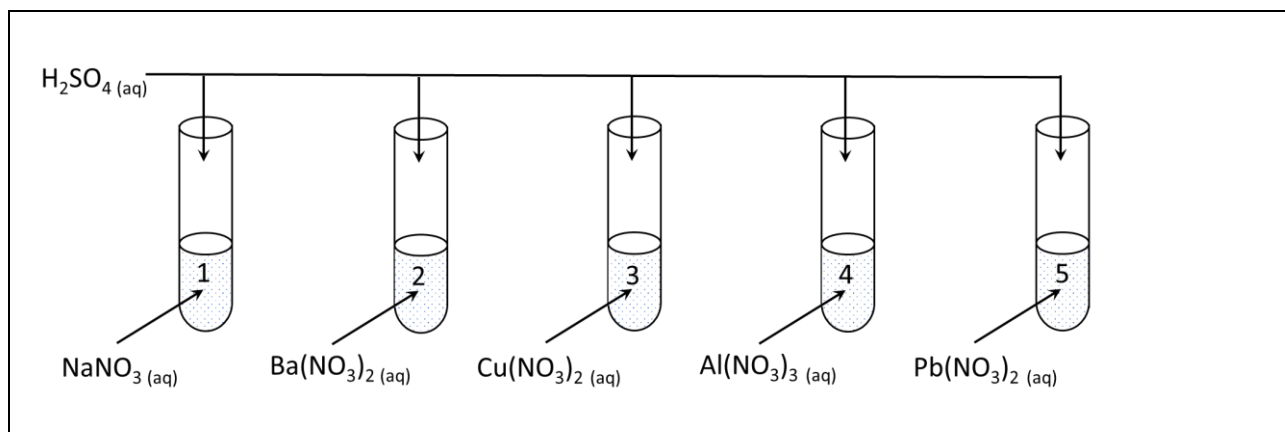 H₂SO₄ (aq)
1 2 3 4 5
NaNO₃ (aq) Ba(NO₃)₂ (aq) Cu(NO₃)₂ (aq) Al(NO₃)₃ (aq) Pb(NO₃)₂ (aq)